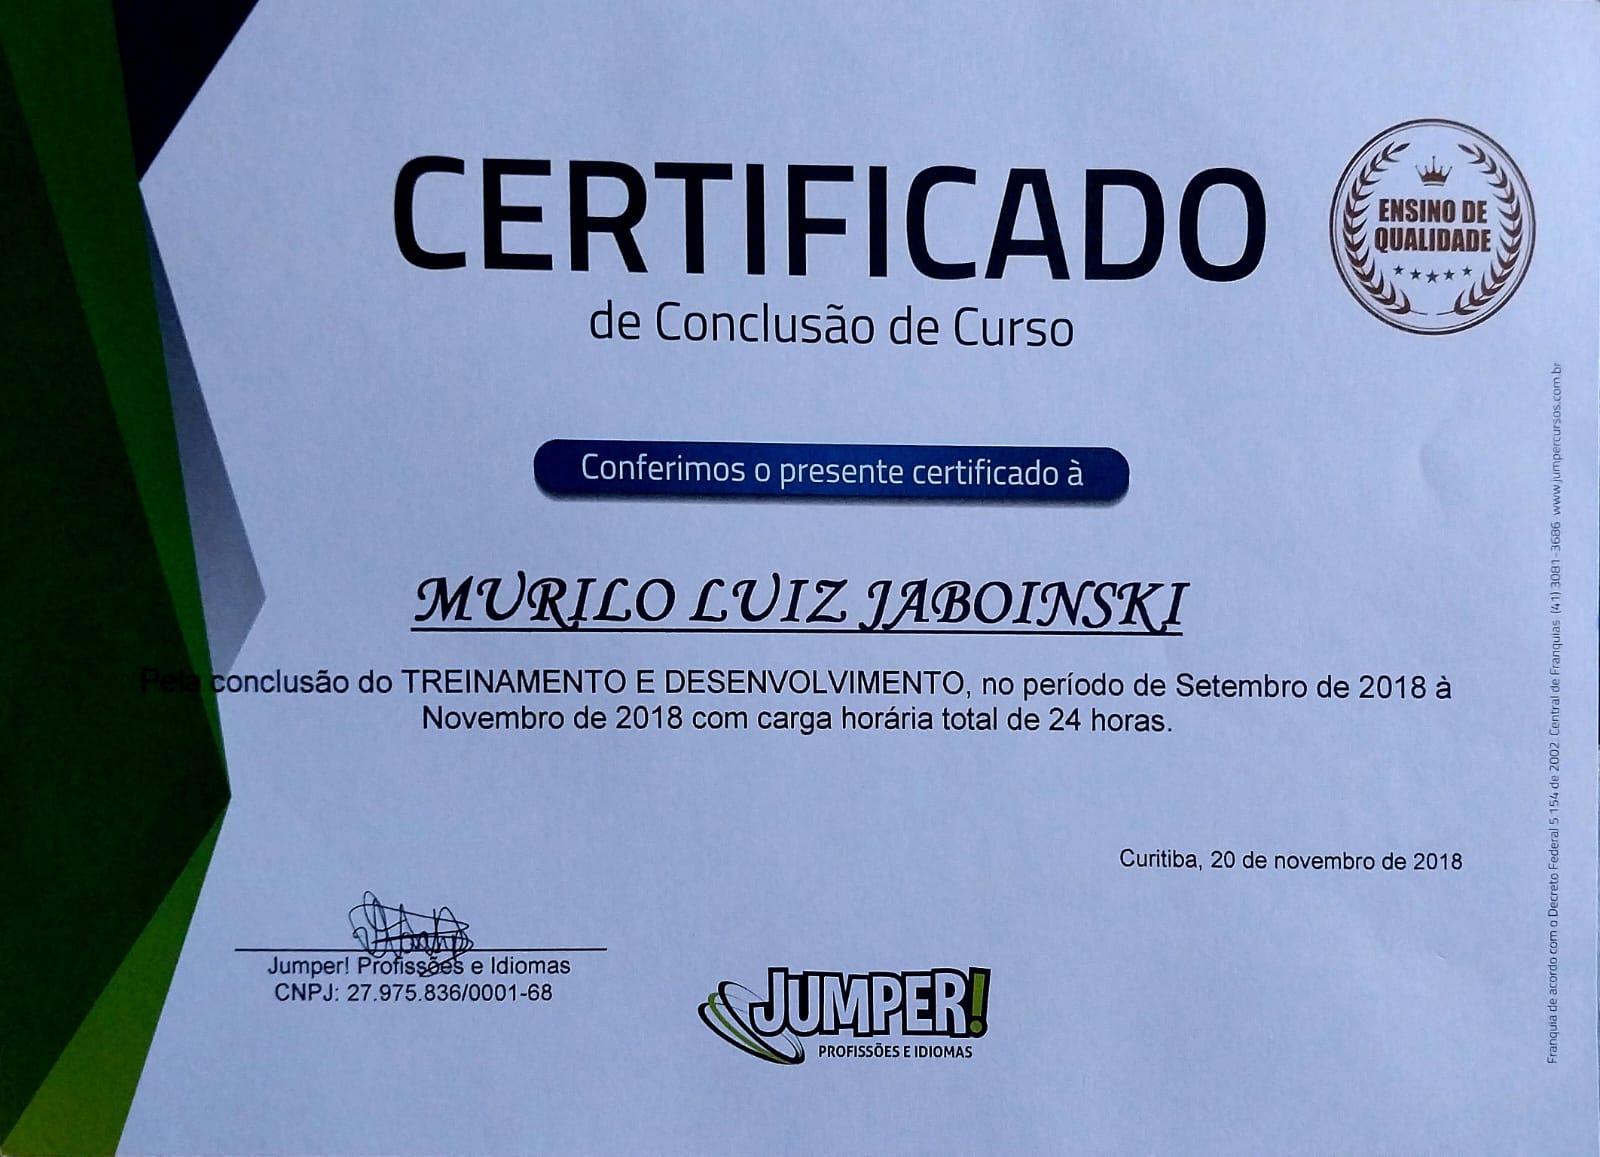 CERTIFICADO
de Conclusão de Curso
ENSINO DE
QUALIDADE
Conferimos o presente certificado à
MURILO LUIZ JABOINSKI
Pela conclusão do TREINAMENTO E DESENVOLVIMENTO, no período de Setembro de 2018 à
Novembro de 2018 com carga horária total de 24 horas.
Curitiba, 20 de novembro de 2018
Jumper! Profissões e Idiomas
CNPJ: 27.975.836/0001-68
JUMPER!
PROFISSÕES E IDIOMAS
Franquia de acordo com o Decreto Federal 5 154 de 2002. Central de Franquias (41) 3081-3686 www.jumpercursos.com.br